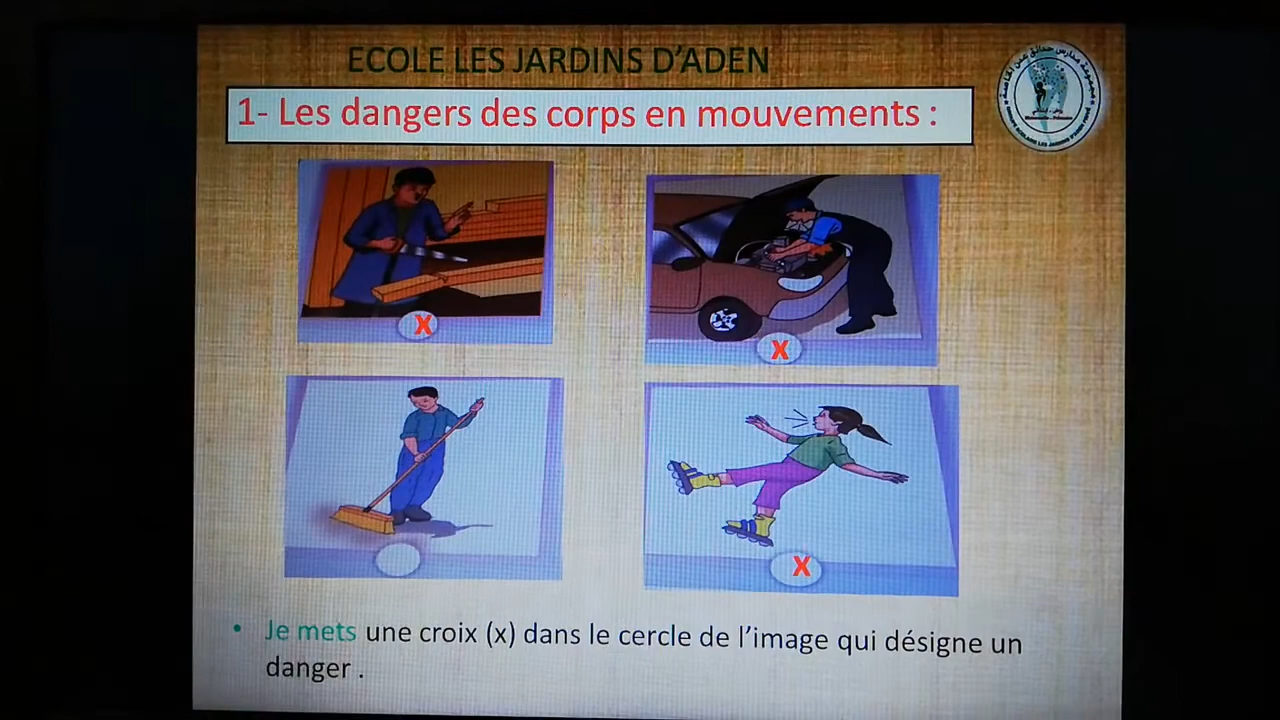 ECOLE LES JARDINS D’ADEN
1- Les dangers des corps en mouvements :
X
X
X
• Je mets une croix (x) dans le cercle de l’image qui désigne un
danger .